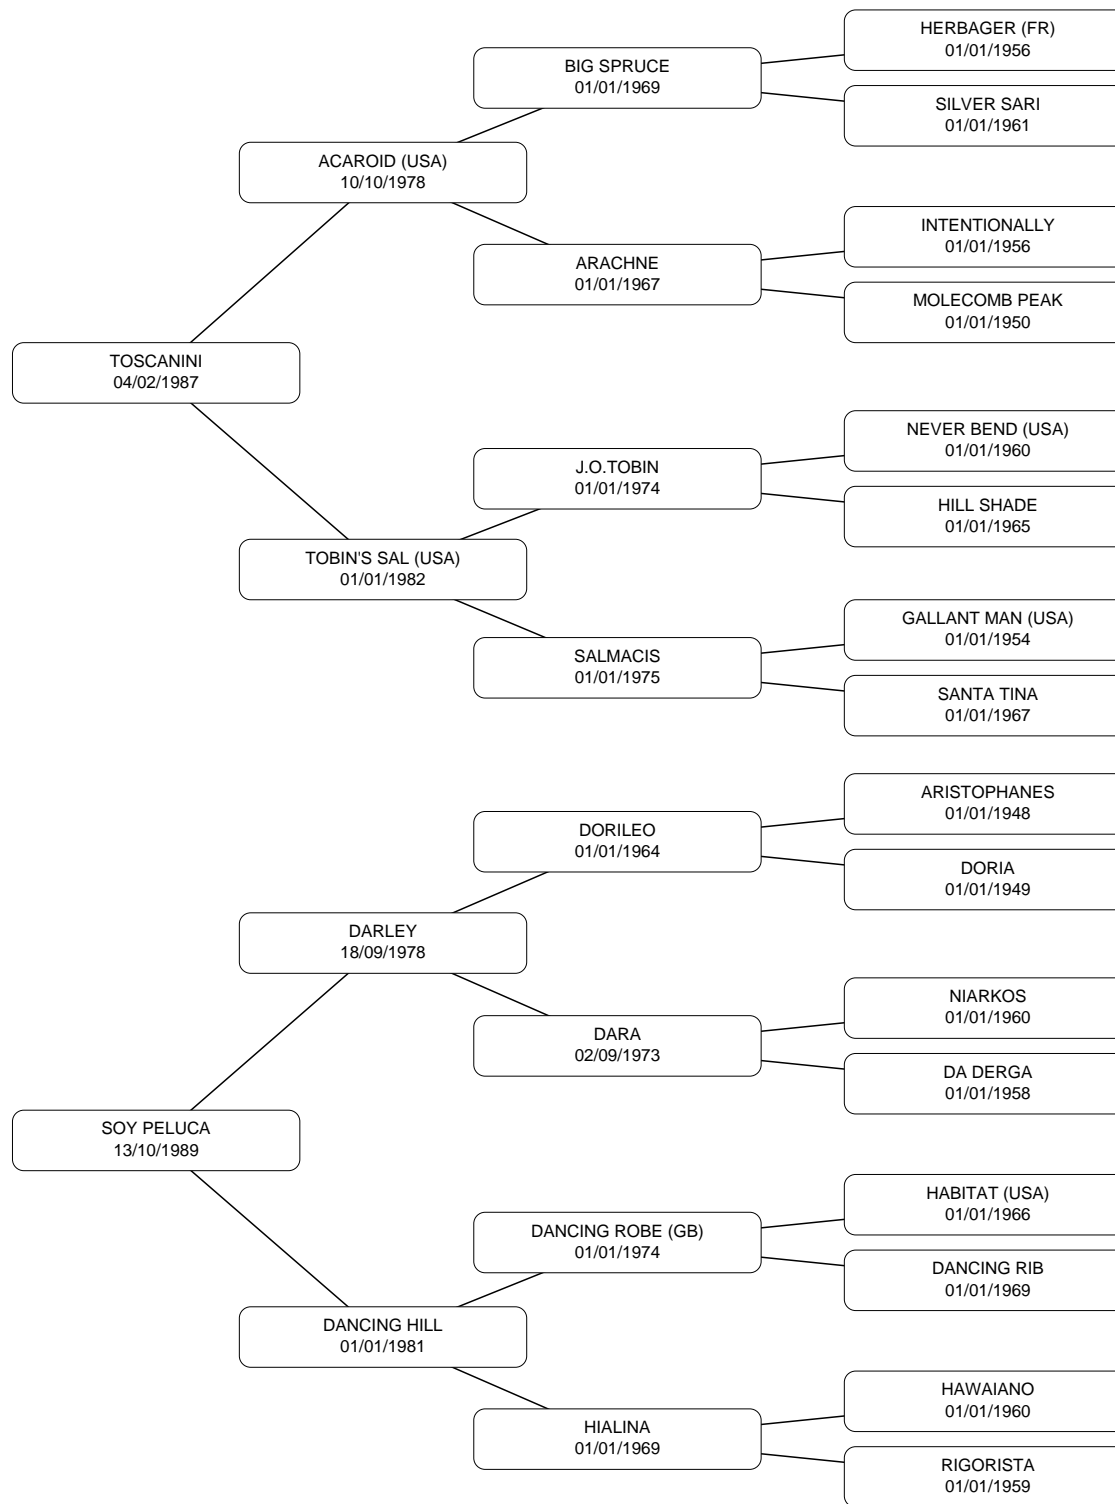 HERBAGER (FR)
01/01/1956
BIG SPRUCE
01/01/1969
SILVER SARI
01/01/1961
ACAROID (USA)
10/10/1978
INTENTIONALLY
01/01/1956
ARACHNE
01/01/1967
MOLECOMB PEAK
01/01/1950
TOSCANINI
04/02/1987
NEVER BEND (USA)
01/01/1960
J.O.TOBIN
01/01/1974
HILL SHADE
01/01/1965
TOBIN'S SAL (USA)
01/01/1982
GALLANT MAN (USA)
01/01/1954
SALMACIS
01/01/1975
SANTA TINA
01/01/1967
ARISTOPHANES
01/01/1948
DORILEO
01/01/1964
DORIA
01/01/1949
DARLEY
18/09/1978
NIARKOS
01/01/1960
DARA
02/09/1973
DA DERGA
01/01/1958
SOY PELUCA
13/10/1989
HABITAT (USA)
01/01/1966
DANCING ROBE (GB)
01/01/1974
DANCING RIB
01/01/1969
DANCING HILL
01/01/1981
HAWAIANO
01/01/1960
HIALINA
01/01/1969
RIGORISTA
01/01/1959